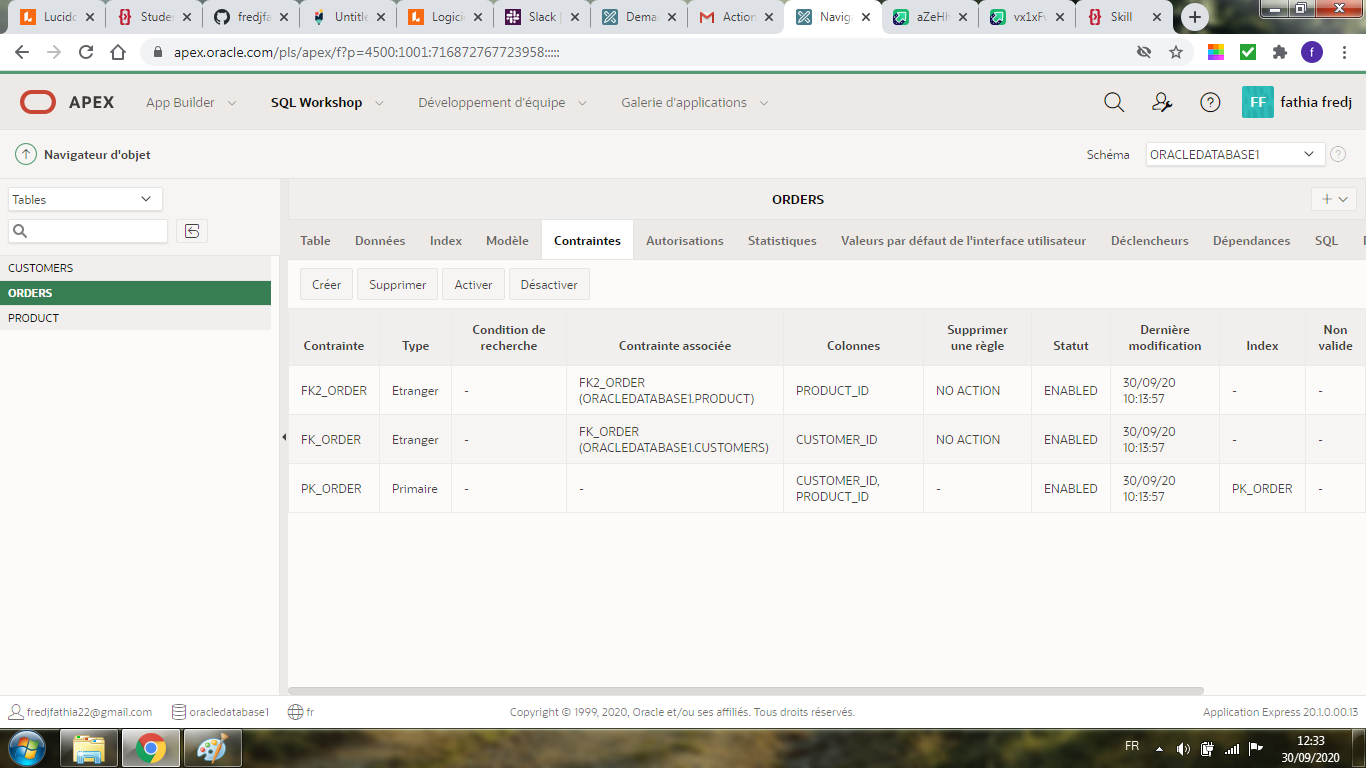 Lucidc
Studer
fredjfa
Untitle
Logicie
Slack |
Dema
Action
Navig
aZeHh
vx1xFv
Skill
apex.oracle.com/pls/apex/f?p=4500:1001:716872767723958:::::
f
APEX App Builder SQL Workshop Développement d'équipe Galerie d'applications FF fathia fredj
Navigateur d'objet Schéma ORACLEDATABASE1
Tables
ORDERS
Table Données Index Modèle Contraintes Autorisations Statistiques Valeurs par défaut de l'interface utilisateur Déclencheurs Dépendances SQL
CUSTOMERS
ORDERS
PRODUCT
Créer Supprimer Activer Désactiver
Contrainte Type Condition de recherche Contrainte associée Colonnes Supprimer une règle Statut Dernière modification Index Non valide
FK2_ORDER Etranger - FK2_ORDER (ORACLEDATABASE1.PRODUCT) PRODUCT_ID NO ACTION ENABLED 30/09/20 10:13:57 - -
FK_ORDER Etranger - FK_ORDER (ORACLEDATABASE1.CUSTOMERS) CUSTOMER_ID NO ACTION ENABLED 30/09/20 10:13:57 - -
PK_ORDER Primaire - - CUSTOMER_ID, PRODUCT_ID - ENABLED 30/09/20 10:13:57 PK_ORDER -
fredjfathia22@gmail.com oracledatabase1 fr Copyright © 1999, 2020, Oracle et/ou ses affiliés. Tous droits réservés. Application Express 20.1.0.00.13
FR 12:33
30/09/2020